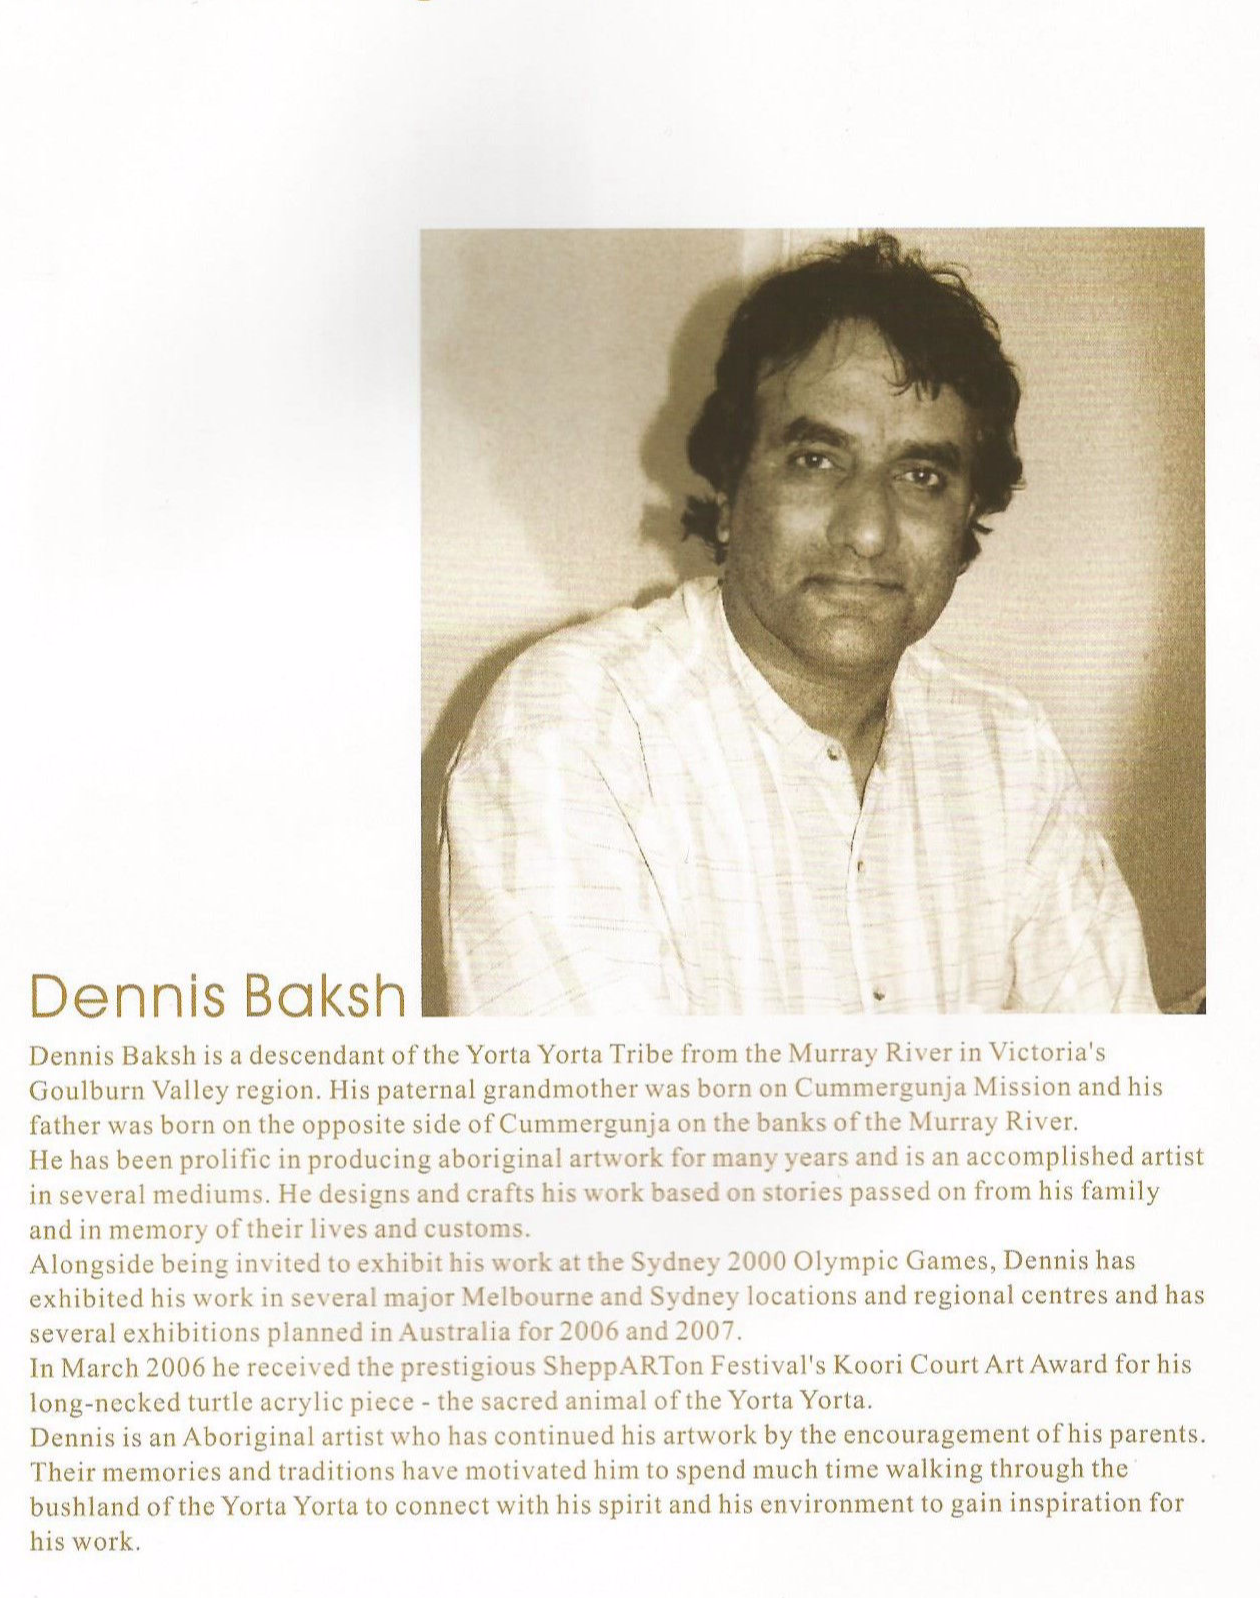 Dennis Baksh
Dennis Baksh is a descendant of the Yorta Yorta Tribe from the Murray River in Victoria's
Goulburn Valley region. His paternal grandmother was born on Cummergunja Mission and his
father was born on the opposite side of Cummergunja on the banks of the Murray River.
He has been prolific in producing aboriginal artwork for many years and is an accomplished artist
in several mediums. He designs and crafts his work based on stories passed on from his family
and in memory of their lives and customs.
Alongside being invited to exhibit his work at the Sydney 2000 Olympic Games, Dennis has
exhibited his work in several major Melbourne and Sydney locations and regional centres and has
several exhibitions planned in Australia for 2006 and 2007.
In March 2006 he received the prestigious SheppARTon Festival's Koori Court Art Award for his
long-necked turtle acrylic piece - the sacred animal of the Yorta Yorta.
Dennis is an Aboriginal artist who has continued his artwork by the encouragement of his parents.
Their memories and traditions have motivated him to spend much time walking through the
bushland of the Yorta Yorta to connect with his spirit and his environment to gain inspiration for
his work.